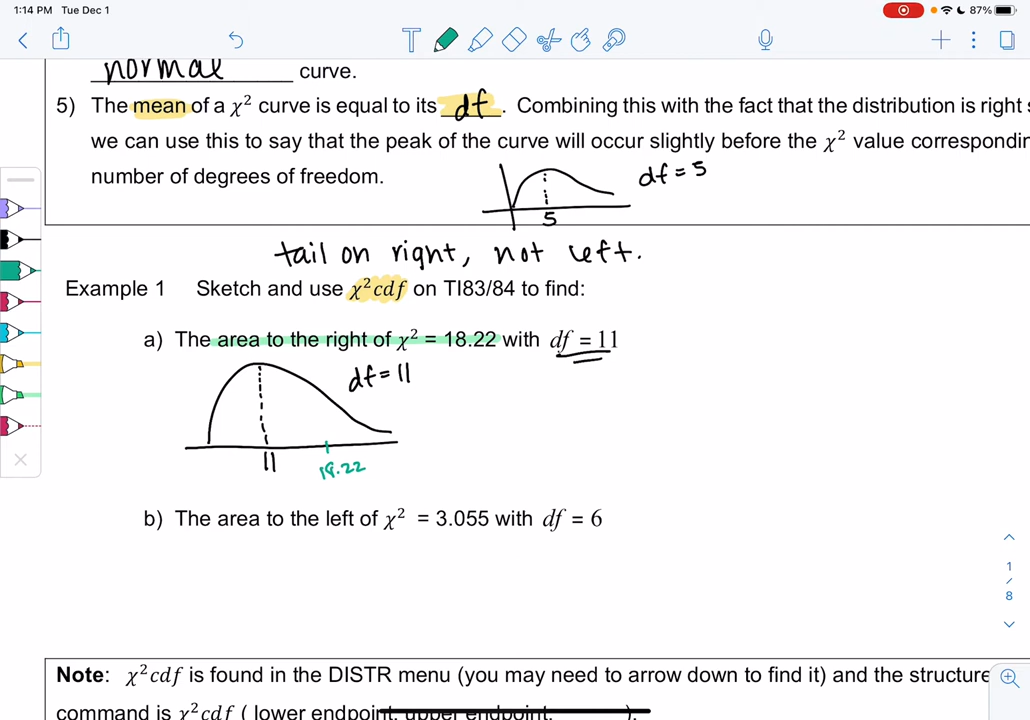 1:14 PM Tue Dec 1
87%
normal curve.
5) The mean of a χ² curve is equal to its df. Combining this with the fact that the distribution is right s
we can use this to say that the peak of the curve will occur slightly before the χ² value correspondin
number of degrees of freedom.
df = 5
5
tail on right, not left.
Example 1 Sketch and use χ²cdf on TI83/84 to find:
a) The area to the right of χ² = 18.22 with df = 11
df = 11
11
18.22
b) The area to the left of χ² = 3.055 with df = 6
1
/
8
Note: χ²cdf is found in the DISTR menu (you may need to arrow down to find it) and the structure
command is χ²cdf ( lower endpoint, upper endpoint, ).